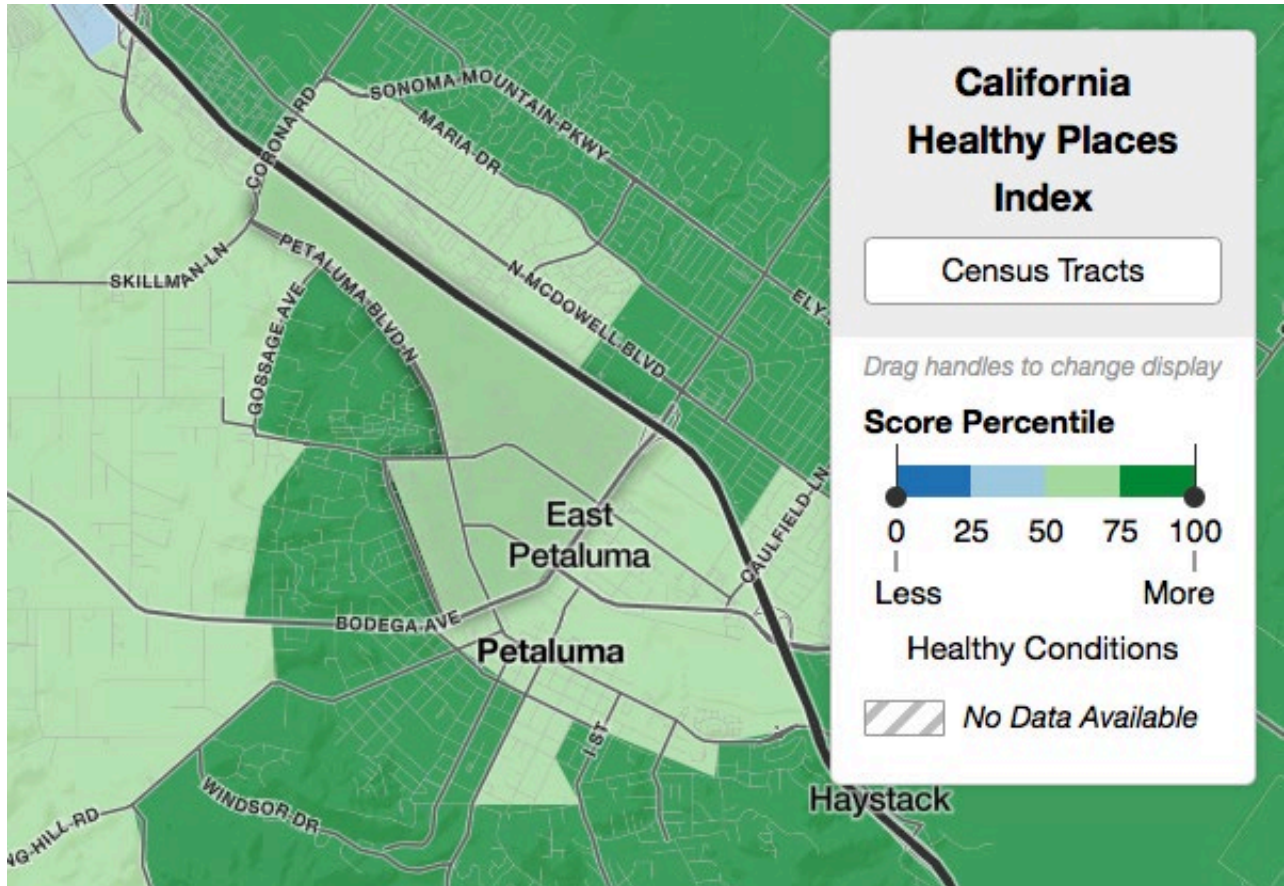 SONOMA-MOUNTAIN-PKWY
CORONA RD
MARIA-DR
SKILLMAN-LN
PETALUMA-BLVD-N
GOSSAGE AVE
N-MCDOWELL-BLVD
CAULFIELD-LN
East
Petaluma
BODEGA-AVE
Petaluma
I-ST
WINDSOR-DR
Haystack
California
Healthy Places
Index
Census Tracts
Drag handles to change display
Score Percentile
0 25 50 75 100
Less More
Healthy Conditions
No Data Available